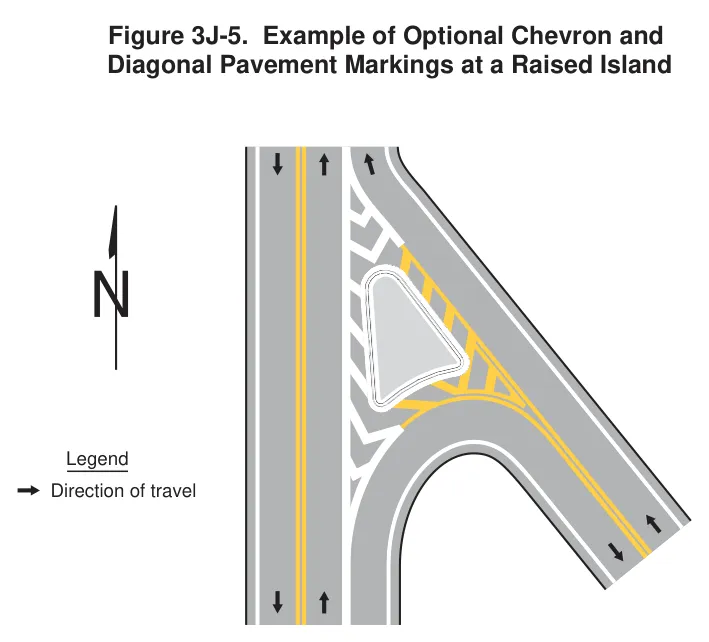 Figure 3J-5.  Example of Optional Chevron and
Diagonal Pavement Markings at a Raised Island
N
Legend
Direction of travel